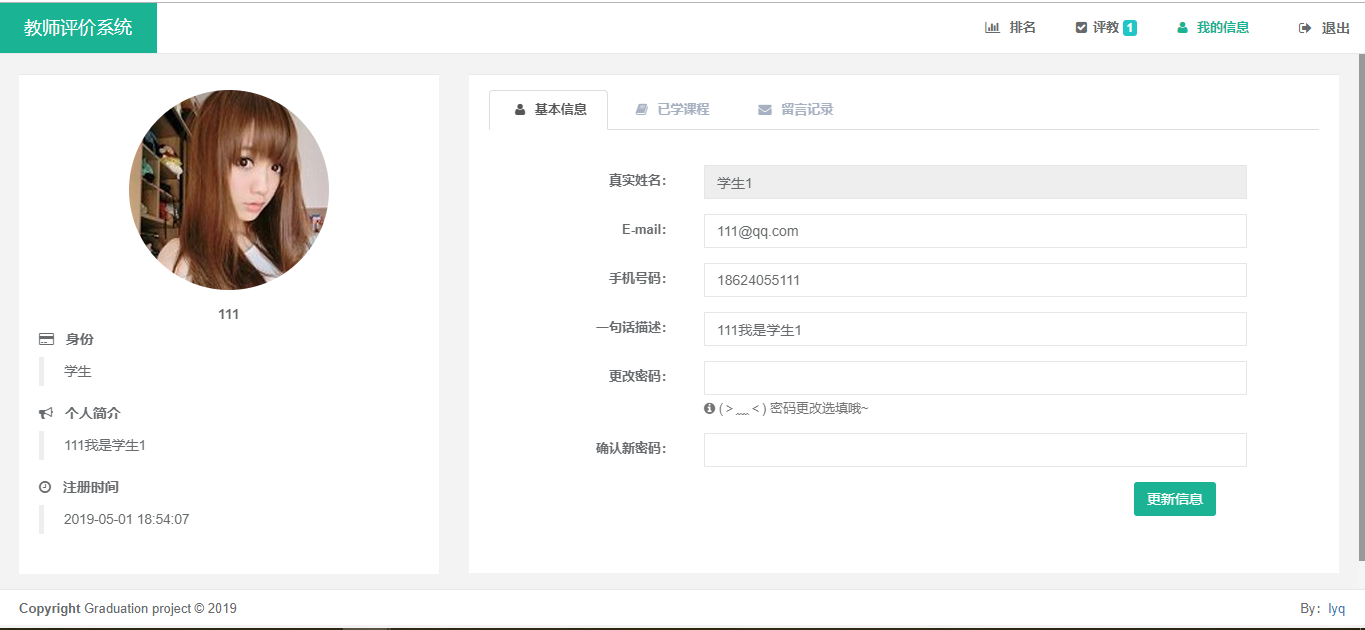 教师评价系统
排名
评教 1
我的信息
退出
111
身份
学生
个人简介
111我是学生1
注册时间
2019-05-01 18:54:07
基本信息
已学课程
留言记录
真实姓名：
学生1
E-mail:
111@qq.com
手机号码：
18624055111
一句话描述：
111我是学生1
更改密码：
( > ﹏ < ) 密码更改选填哦~
确认新密码：
更新信息
Copyright Graduation project © 2019
By：lyq